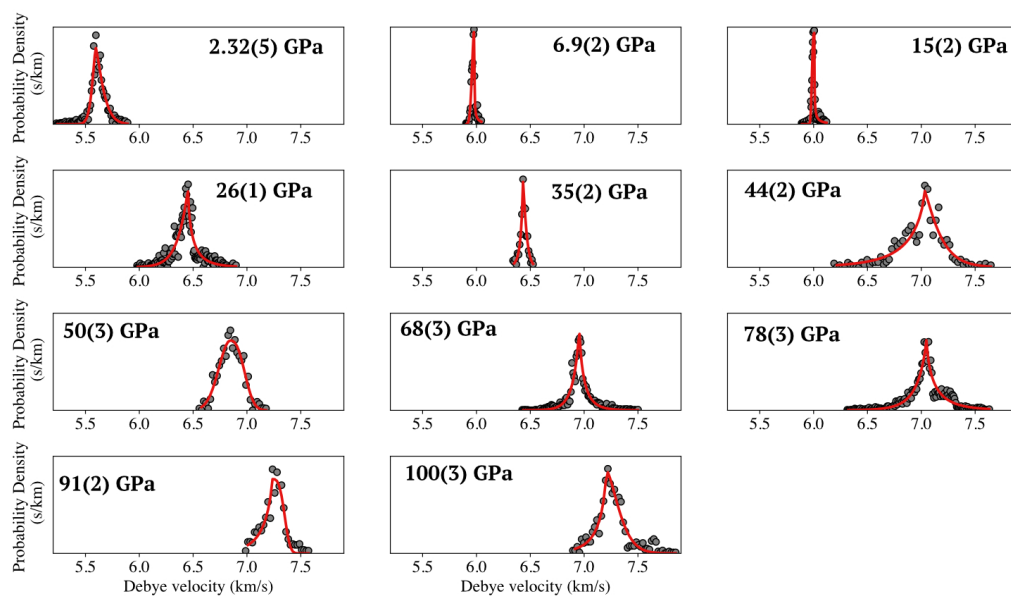 Probability Density
(s/km)
2.32(5) GPa
6.9(2) GPa
15(2) GPa
5.5 6.0 6.5 7.0 7.5
5.5 6.0 6.5 7.0 7.5
5.5 6.0 6.5 7.0 7.5
Probability Density
(s/km)
26(1) GPa
35(2) GPa
44(2) GPa
5.5 6.0 6.5 7.0 7.5
5.5 6.0 6.5 7.0 7.5
5.5 6.0 6.5 7.0 7.5
Probability Density
(s/km)
50(3) GPa
68(3) GPa
78(3) GPa
5.5 6.0 6.5 7.0 7.5
5.5 6.0 6.5 7.0 7.5
5.5 6.0 6.5 7.0 7.5
Probability Density
(s/km)
91(2) GPa
100(3) GPa
5.5 6.0 6.5 7.0 7.5
5.5 6.0 6.5 7.0 7.5
Debye velocity (km/s)
Debye velocity (km/s)